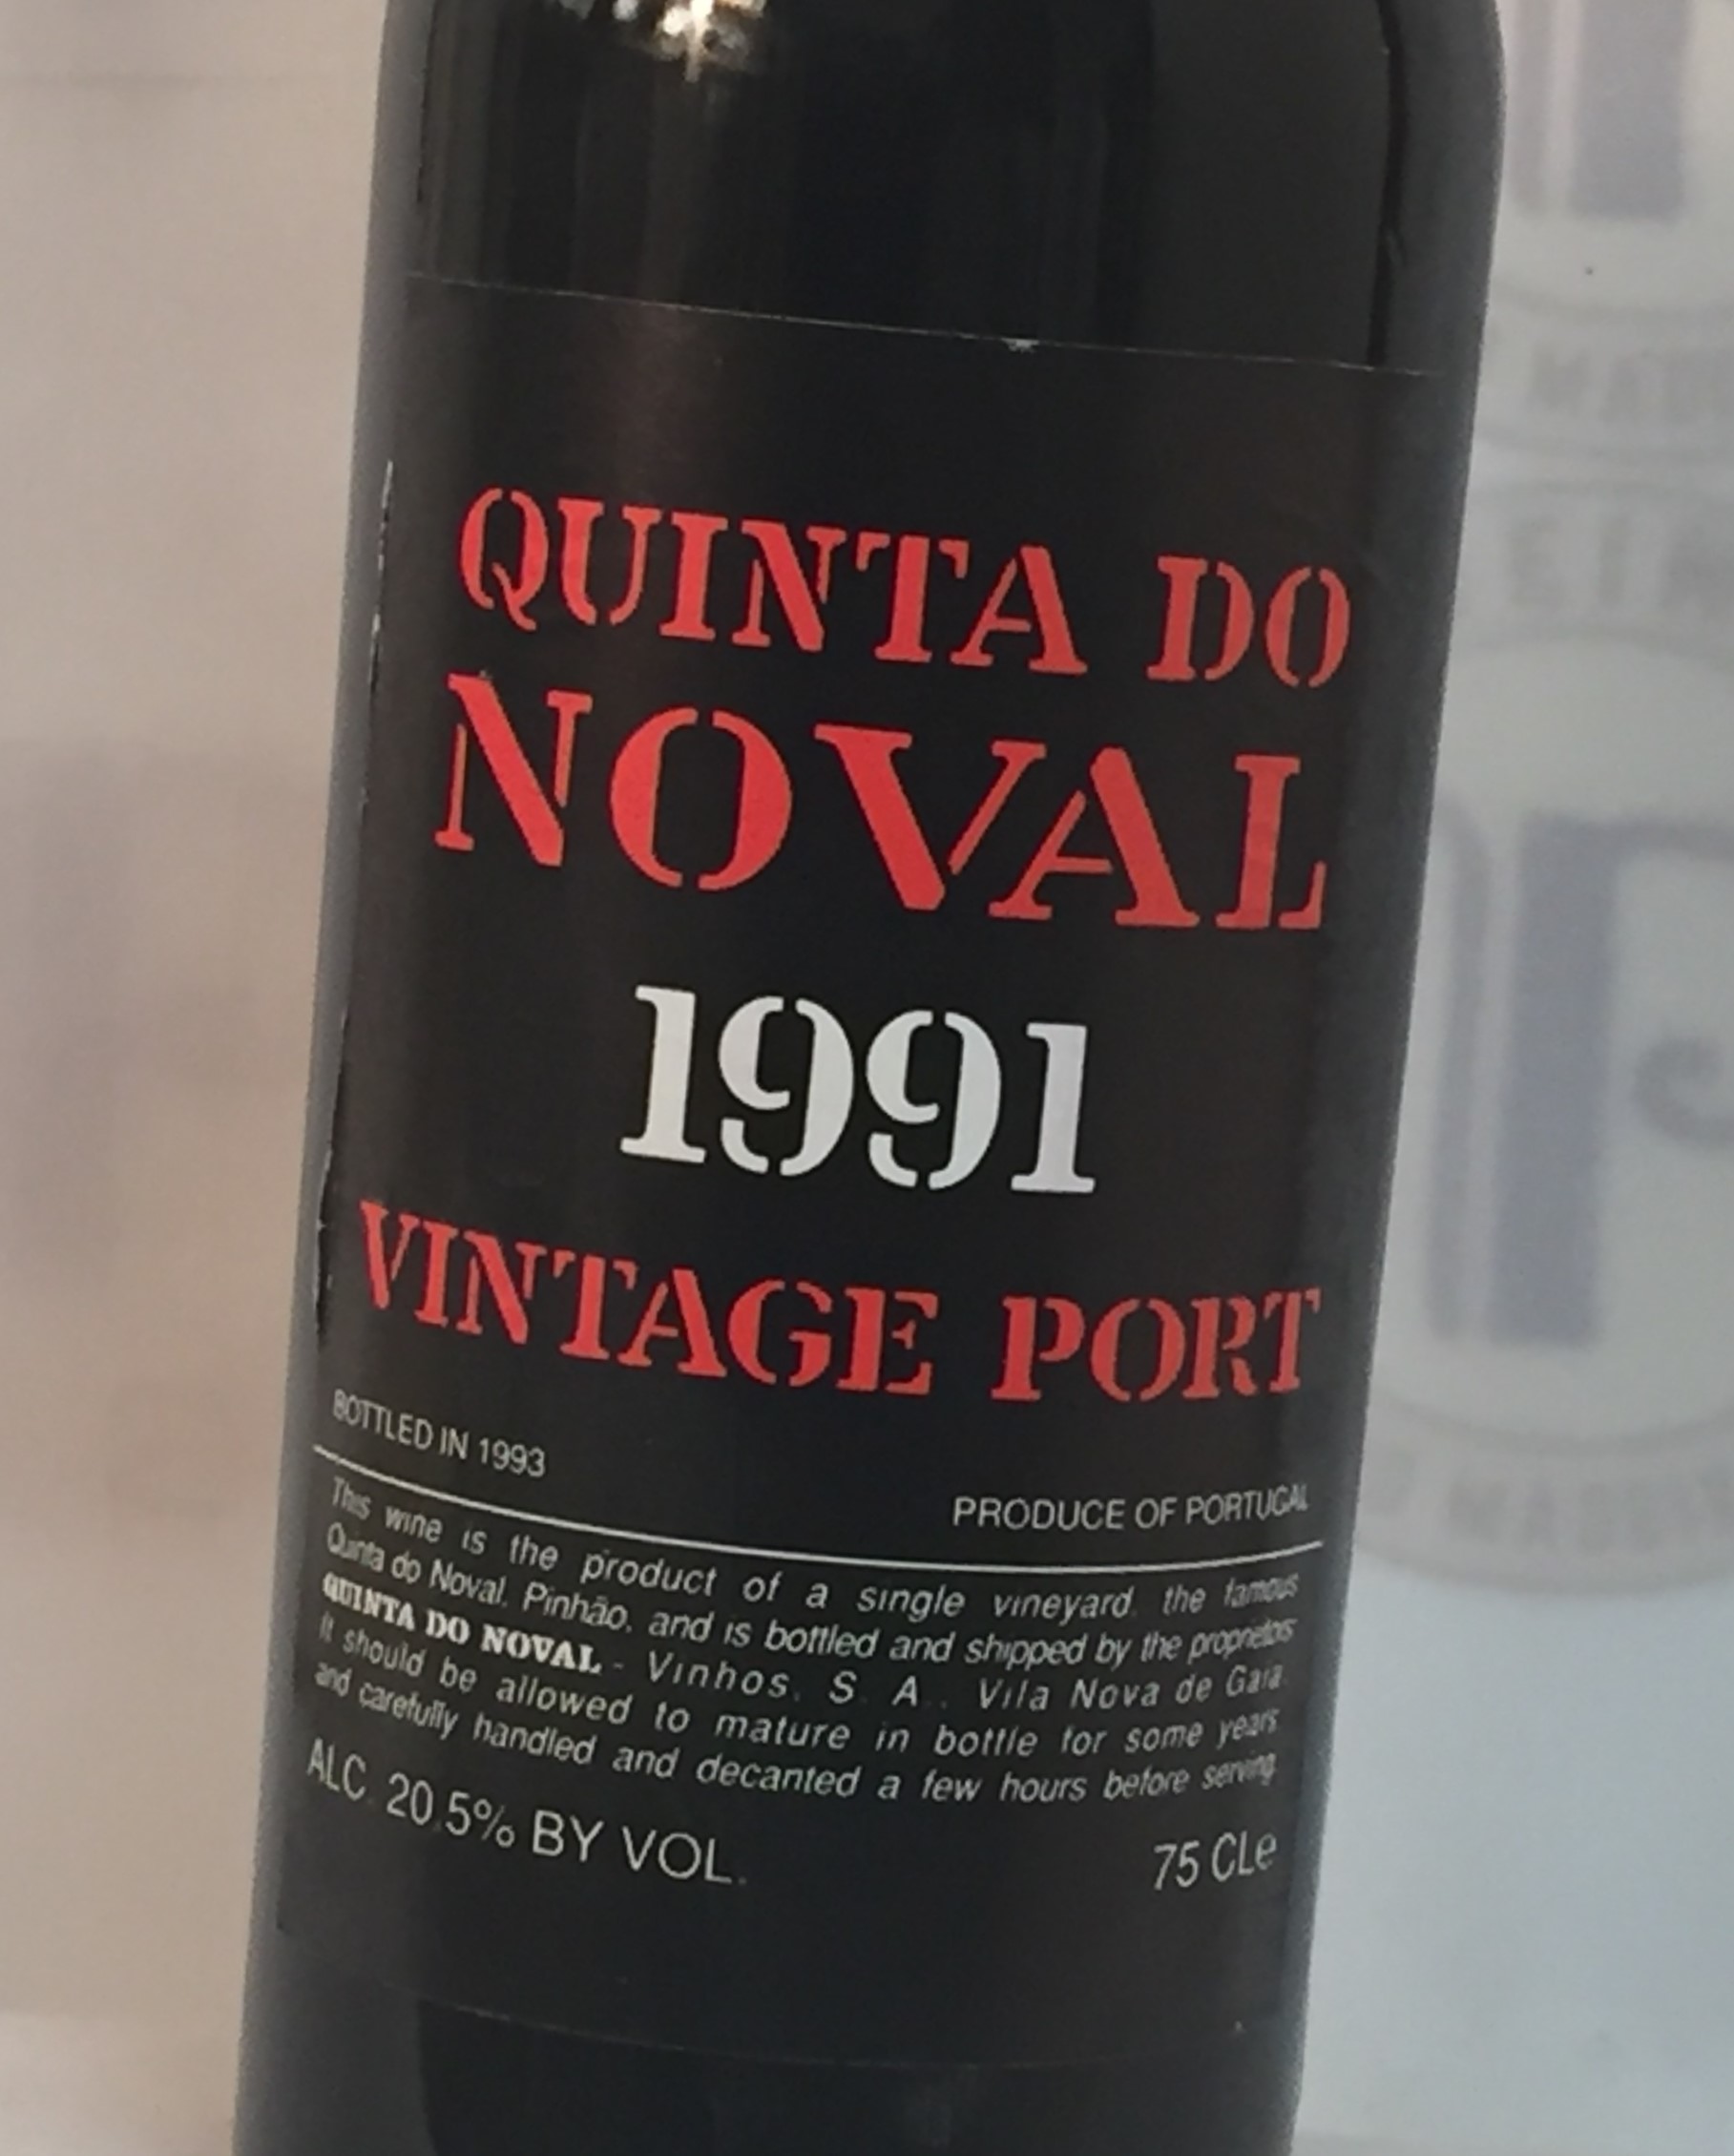 QUINTA DO
NOVAL
1991
VINTAGE PORT
BOTTLED IN 1993
PRODUCE OF PORTUGAL
This wine is the product of a single vineyard, the famous
Quinta do Noval, Pinhão, and is bottled and shipped by the proprietors
QUINTA DO NOVAL - Vinhos, S. A., Vila Nova de Gaia.
It should be allowed to mature in bottle for some years
and carefully handled and decanted a few hours before serving.
ALC. 20.5% BY VOL.
75 CLe